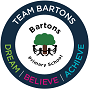 TEAM BARTONS
Bartons
Primary School
DREAM | BELIEVE | ACHIEVE